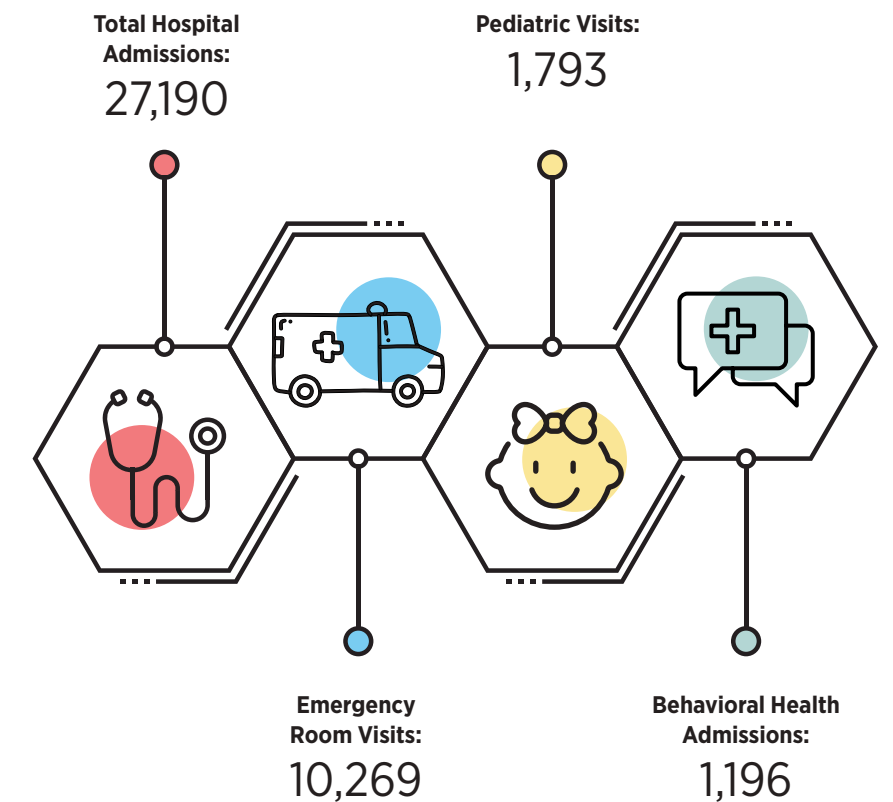 Total Hospital
Admissions:
27,190
Pediatric Visits:
1,793
Emergency
Room Visits:
10,269
Behavioral Health
Admissions:
1,196